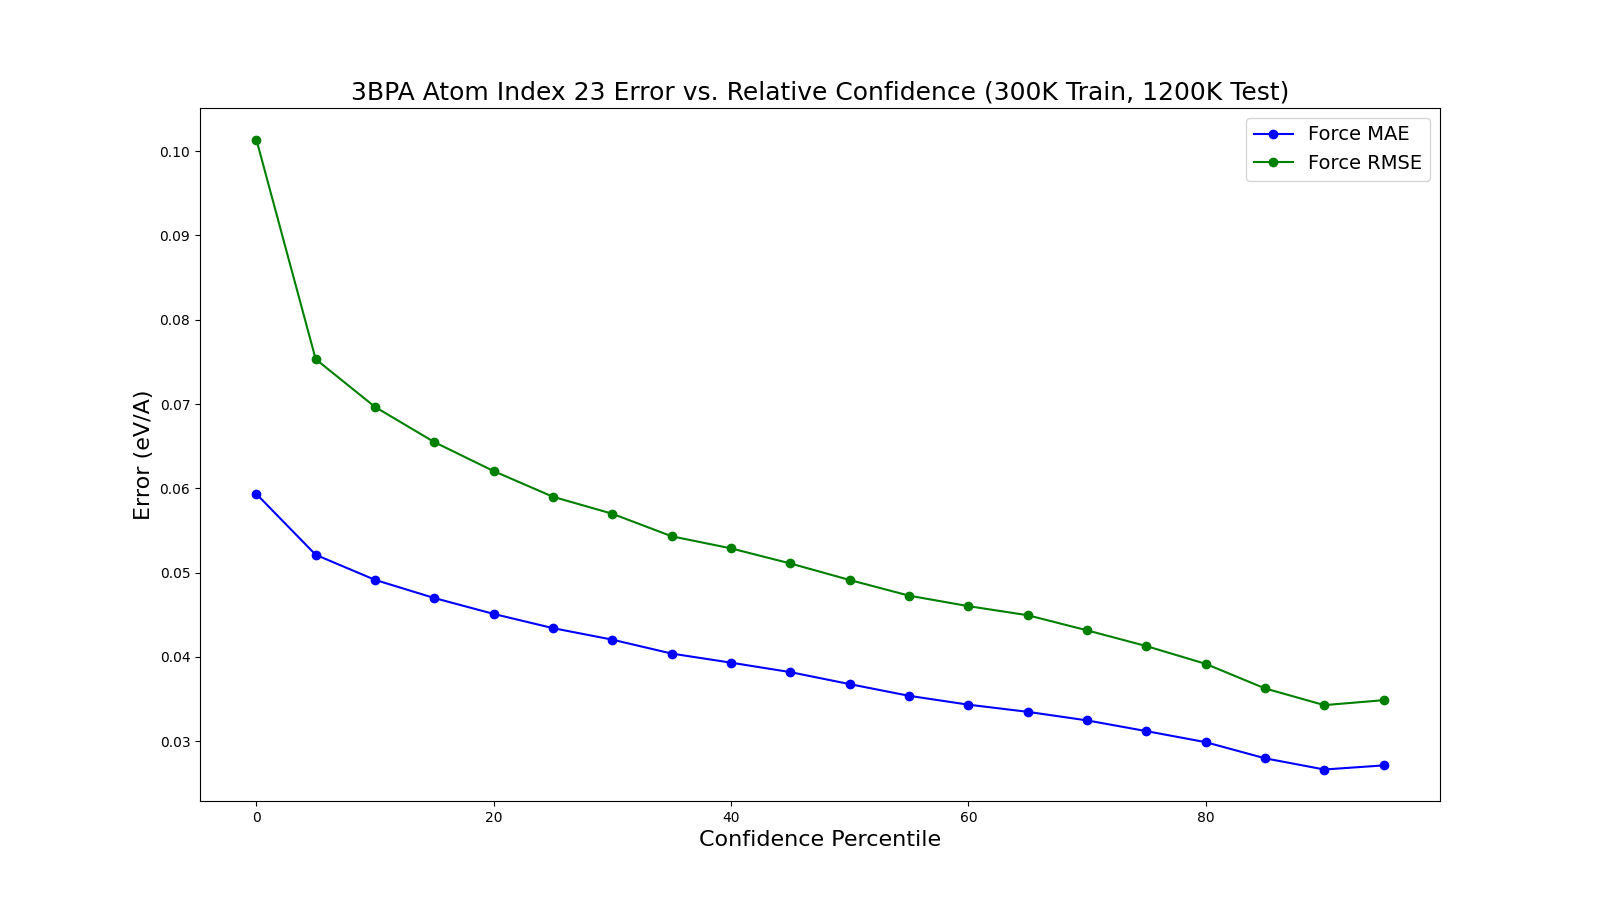 3BPA Atom Index 23 Error vs. Relative Confidence (300K Train, 1200K Test)
Force MAE
Force RMSE
0.10
0.09
0.08
0.07
0.06
0.05
0.04
0.03
Error (eV/A)
0 20 40 60 80
Confidence Percentile